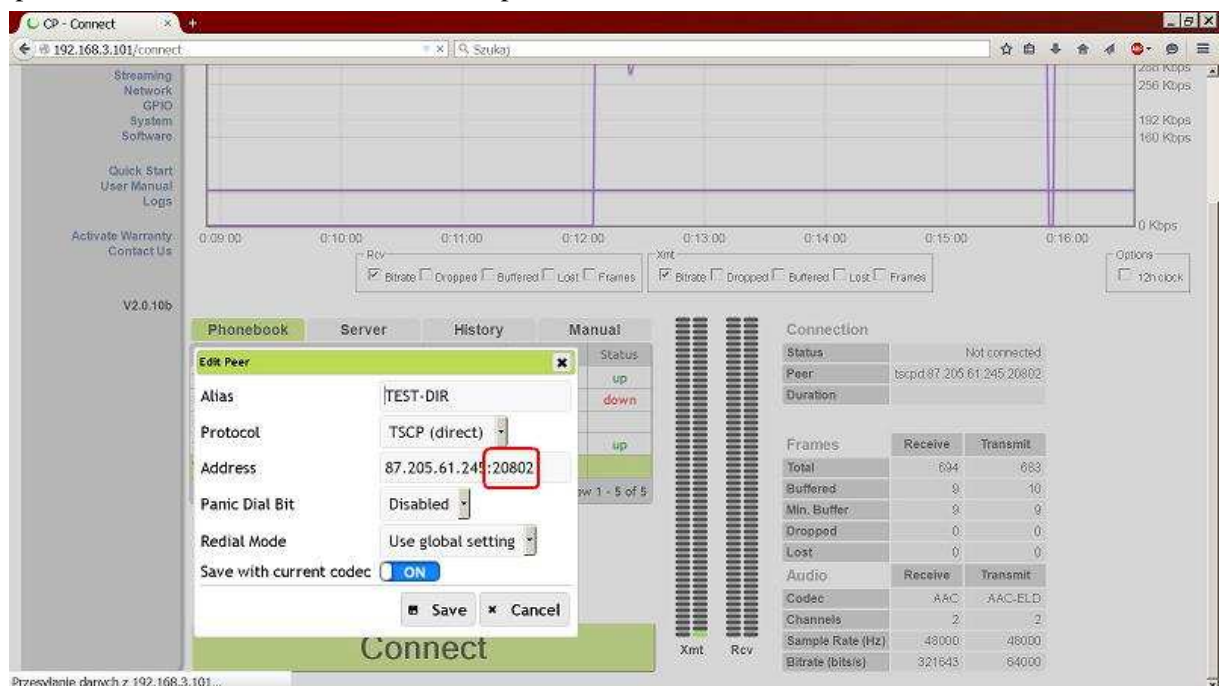 CP - Connect
192.168.3.101/connect
Szukaj
Streaming
Network
GPIO
System
Software
Quick Start
User Manual
Logs
Activate Warranty
Contact Us
V2.0.10b
256 Kbps
192 Kbps
160 Kbps
0 Kbps
0:09:00 0:10:00 0:11:00 0:12:00 0:13:00 0:14:00 0:15:00 0:16:00
Rcv
Bitrate Dropped Buffered Lost Frames
Xmt
Bitrate Dropped Buffered Lost Frames
Options
12h clock
Phonebook Server History Manual
Status
up
down
up
1 - 5 of 5
Edit Peer
Alias TEST-DIR
Protocol TSCP (direct)
Address 87.205.61.245:20802
Panic Dial Bit Disabled
Redial Mode Use global setting
Save with current codec ON
Save Cancel
Connect
Xmt Rcv
Connection
Status Not connected
Peer tscpd:87.205.61.245:20802
Duration
Frames Receive Transmit
Total 694 683
Buffered 9 10
Min. Buffer 9 9
Dropped 0 0
Lost 0 0
Audio Receive Transmit
Codec AAC AAC-ELD
Channels 2 2
Sample Rate (Hz) 48000 48000
Bitrate (bits/s) 321643 64000
Przesyłanie danych z 192.168.3.101...